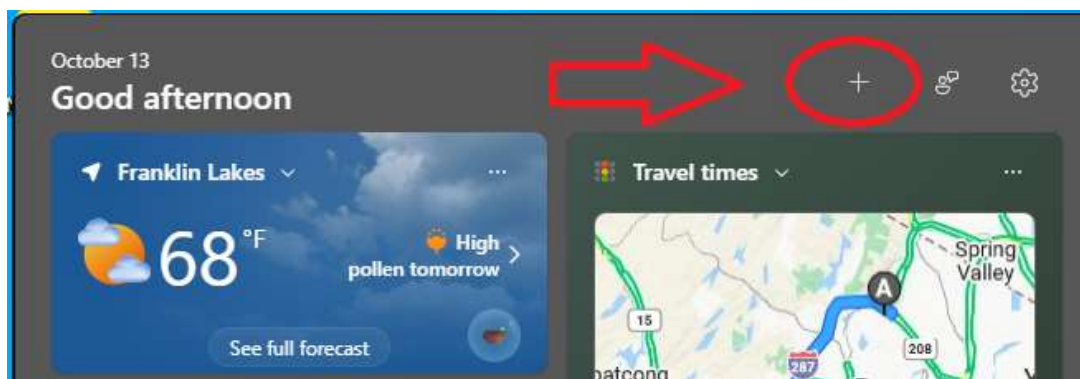 October 13
Good afternoon
Franklin Lakes
...
68 °F
High
pollen tomorrow
See full forecast
Travel times
...
Spring
Valley
A
15
208
287